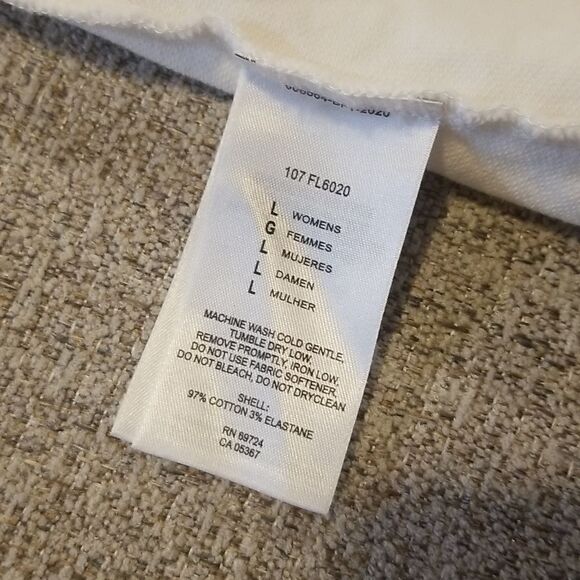 107 FL6020
L WOMENS
G FEMMES
L MUJERES
L DAMEN
L MULHER
MACHINE WASH COLD GENTLE,
TUMBLE DRY LOW.
REMOVE PROMPTLY, IRON LOW.
DO NOT USE FABRIC SOFTENER,
DO NOT BLEACH, DO NOT DRYCLEAN
SHELL:
97% COTTON 3% ELASTANE
RN 69724
CA 05367